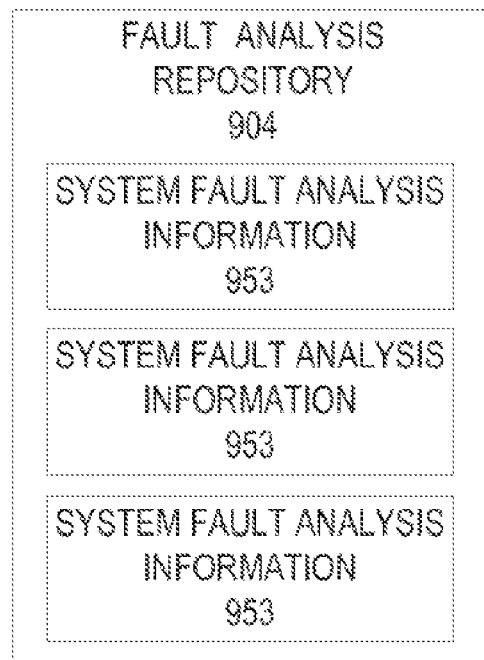 FAULT ANALYSIS
REPOSITORY
904
SYSTEM FAULT ANALYSIS
INFORMATION
953
SYSTEM FAULT ANALYSIS
INFORMATION
953
SYSTEM FAULT ANALYSIS
INFORMATION
953